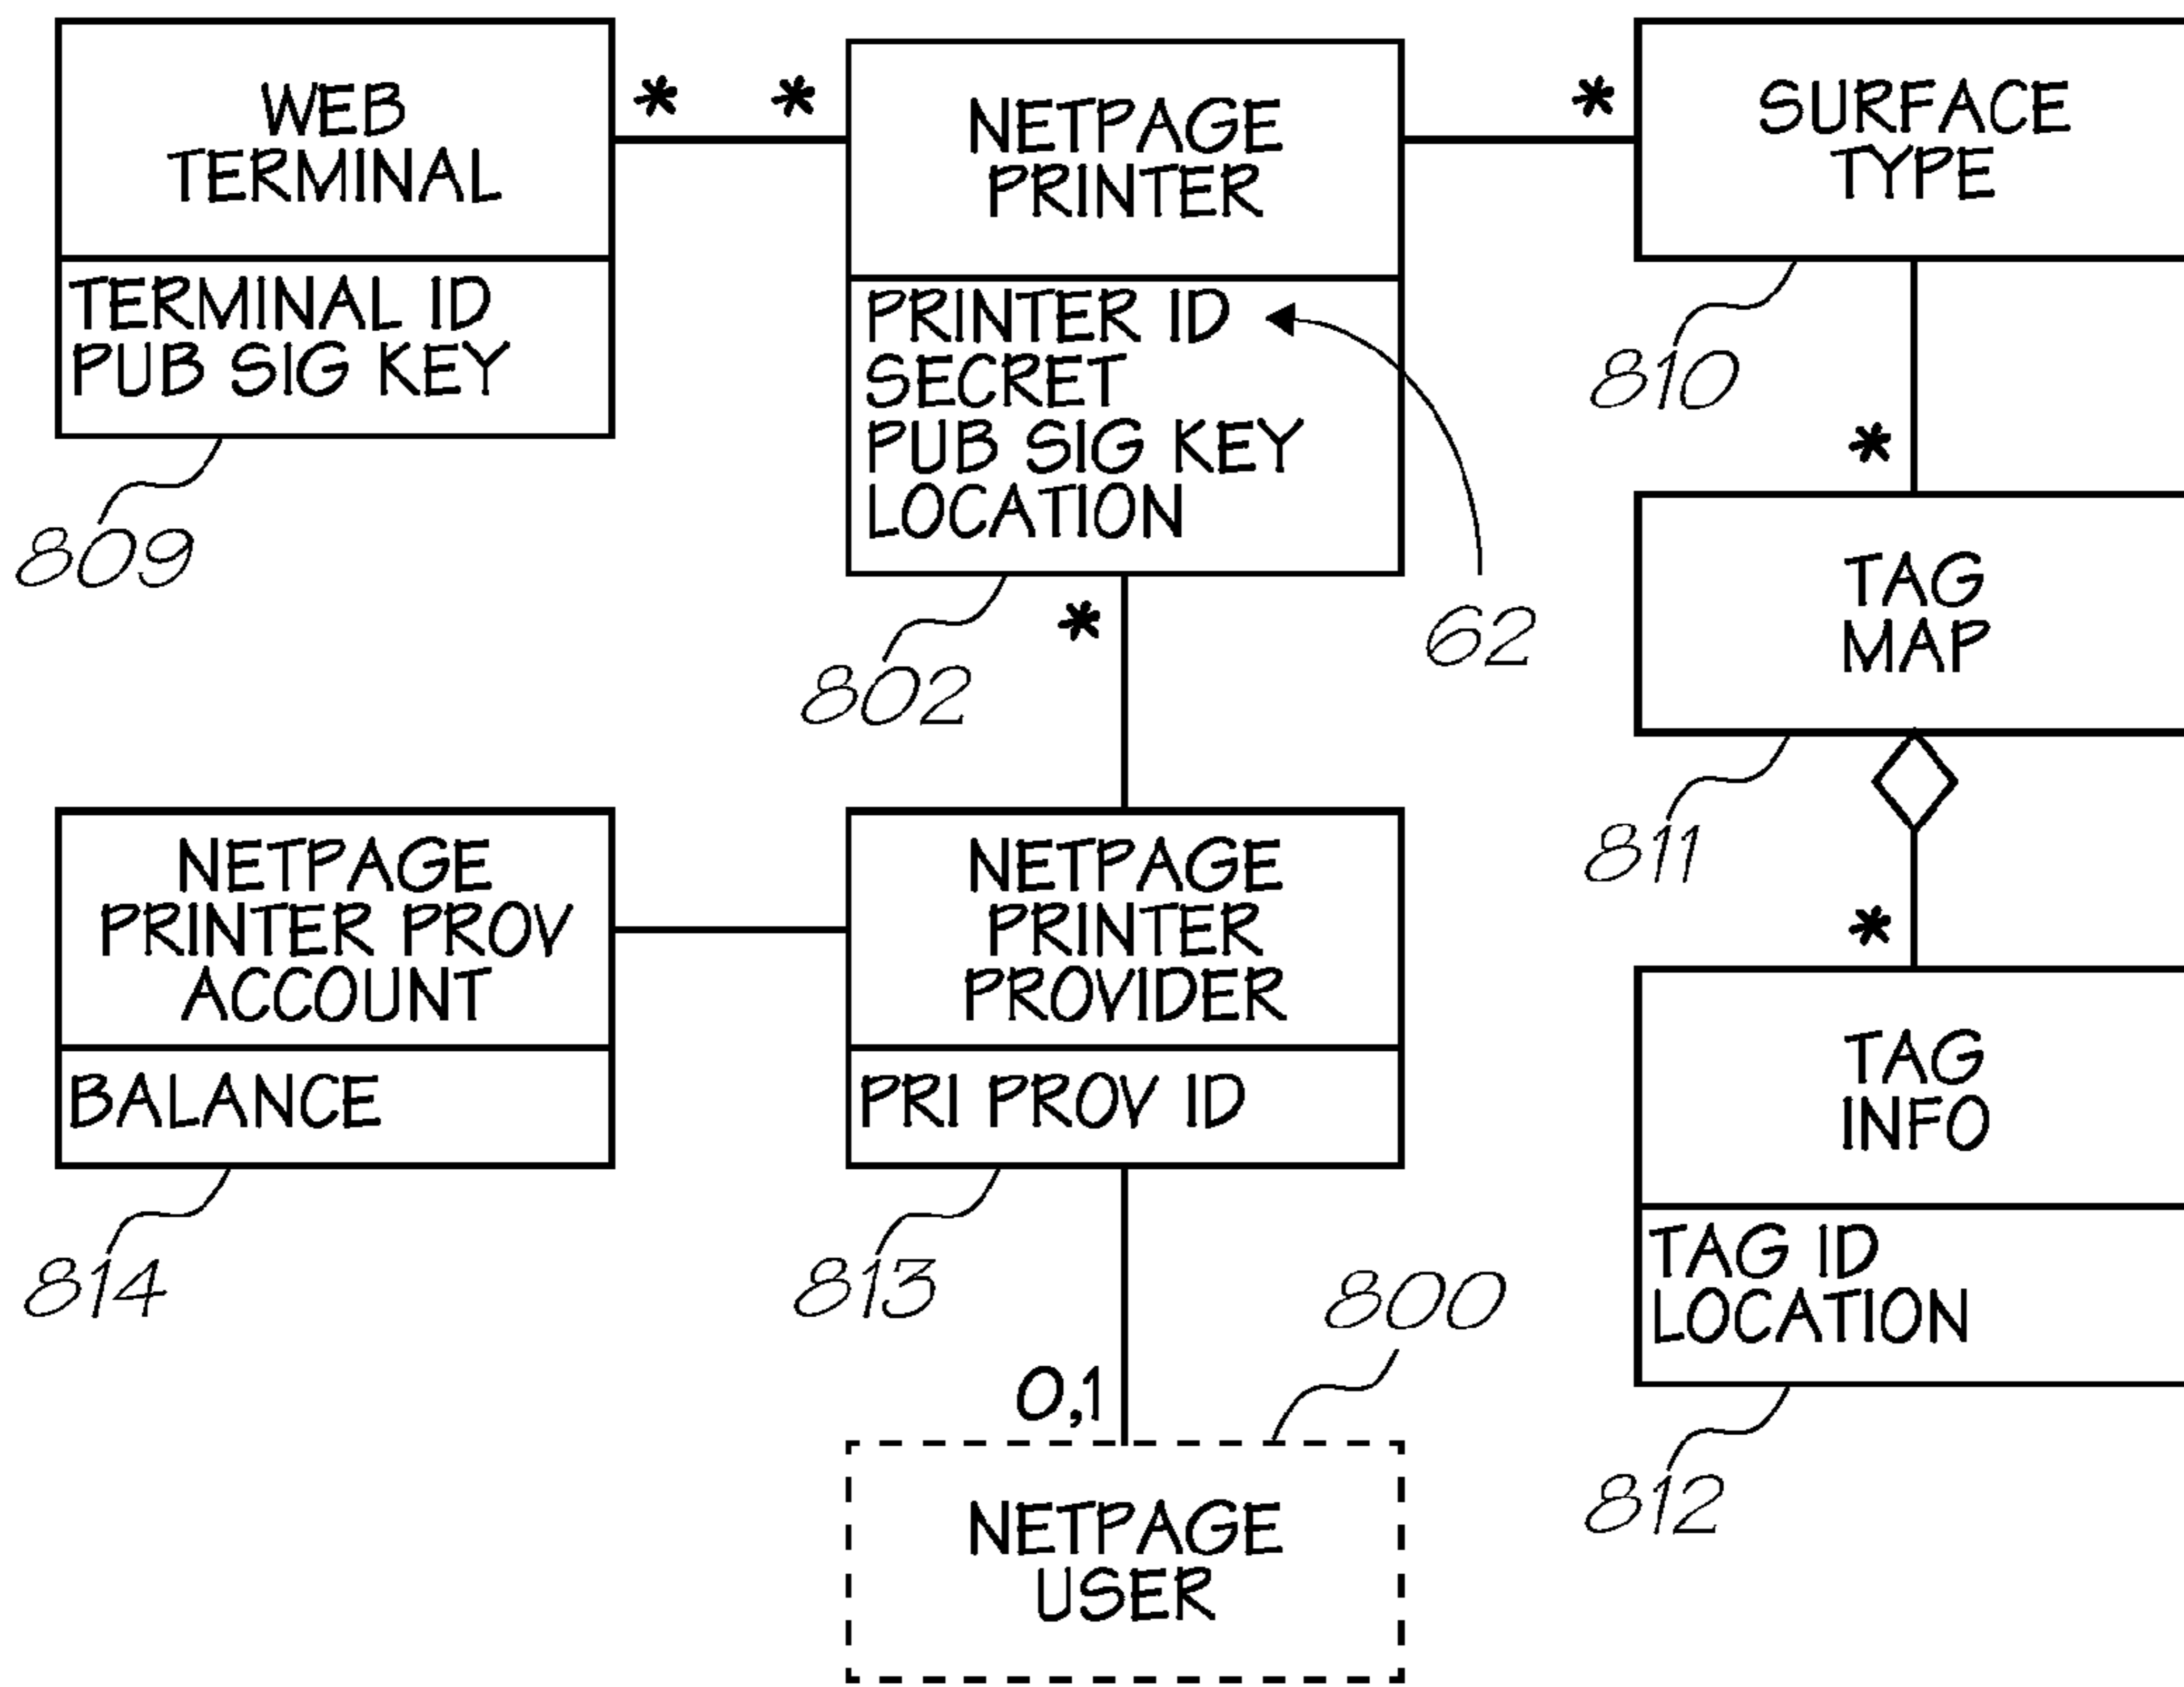 WEB
TERMINAL
TERMINAL ID
PUB SIG KEY
809
*
*
NETPAGE
PRINTER
PRINTER ID
SECRET
PUB SIG KEY
LOCATION
802
62
*
*
SURFACE
TYPE
810
*
TAG
MAP
811
*
TAG
INFO
TAG ID
LOCATION
812
NETPAGE
PRINTER PROV
ACCOUNT
BALANCE
814
NETPAGE
PRINTER
PROVIDER
PRI PROV ID
813
800
0,1
NETPAGE
USER